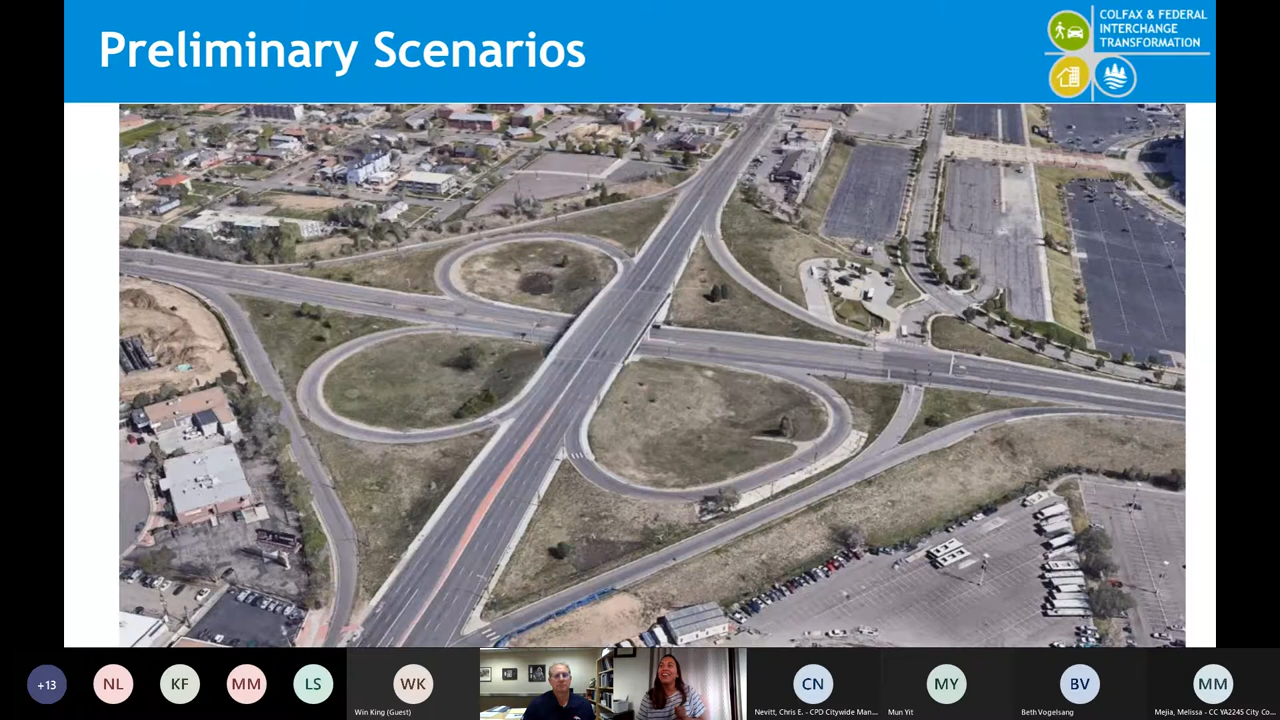 Preliminary Scenarios
COLFAX & FEDERAL
INTERCHANGE
TRANSFORMATION
+13
NL
KF
MM
LS
WK
CN
MY
BV
MM
Win King (Guest)
Nevitt, Chris E. - CPD Citywide Man...
Mun Yit
Beth Vogelsang
Mejia, Melissa - CC YA2245 City Co...